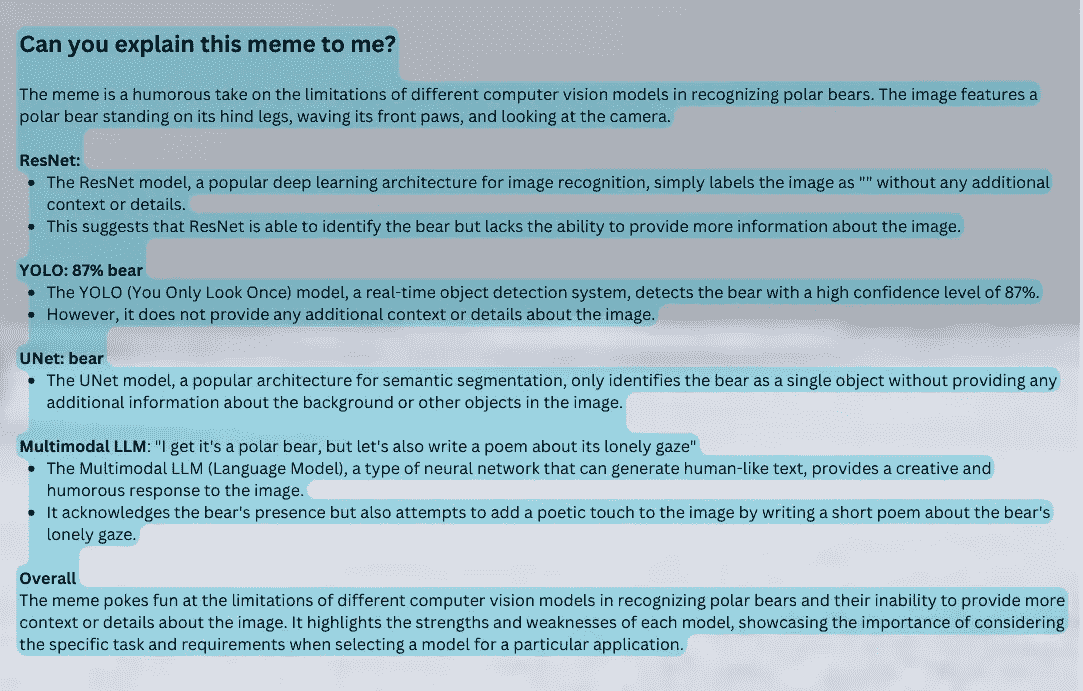 Can you explain this meme to me?
The meme is a humorous take on the limitations of different computer vision models in recognizing polar bears. The image features a
polar bear standing on its hind legs, waving its front paws, and looking at the camera.
ResNet:
• The ResNet model, a popular deep learning architecture for image recognition, simply labels the image as "" without any additional
context or details.
• This suggests that ResNet is able to identify the bear but lacks the ability to provide more information about the image.
YOLO: 87% bear
• The YOLO (You Only Look Once) model, a real-time object detection system, detects the bear with a high confidence level of 87%.
• However, it does not provide any additional context or details about the image.
UNet: bear
• The UNet model, a popular architecture for semantic segmentation, only identifies the bear as a single object without providing any
additional information about the background or other objects in the image.
Multimodal LLM: "I get it's a polar bear, but let's also write a poem about its lonely gaze"
• The Multimodal LLM (Language Model), a type of neural network that can generate human-like text, provides a creative and
humorous response to the image.
• It acknowledges the bear's presence but also attempts to add a poetic touch to the image by writing a short poem about the bear's
lonely gaze.
Overall
The meme pokes fun at the limitations of different computer vision models in recognizing polar bears and their inability to provide more
context or details about the image. It highlights the strengths and weaknesses of each model, showcasing the importance of considering
the specific task and requirements when selecting a model for a particular application.